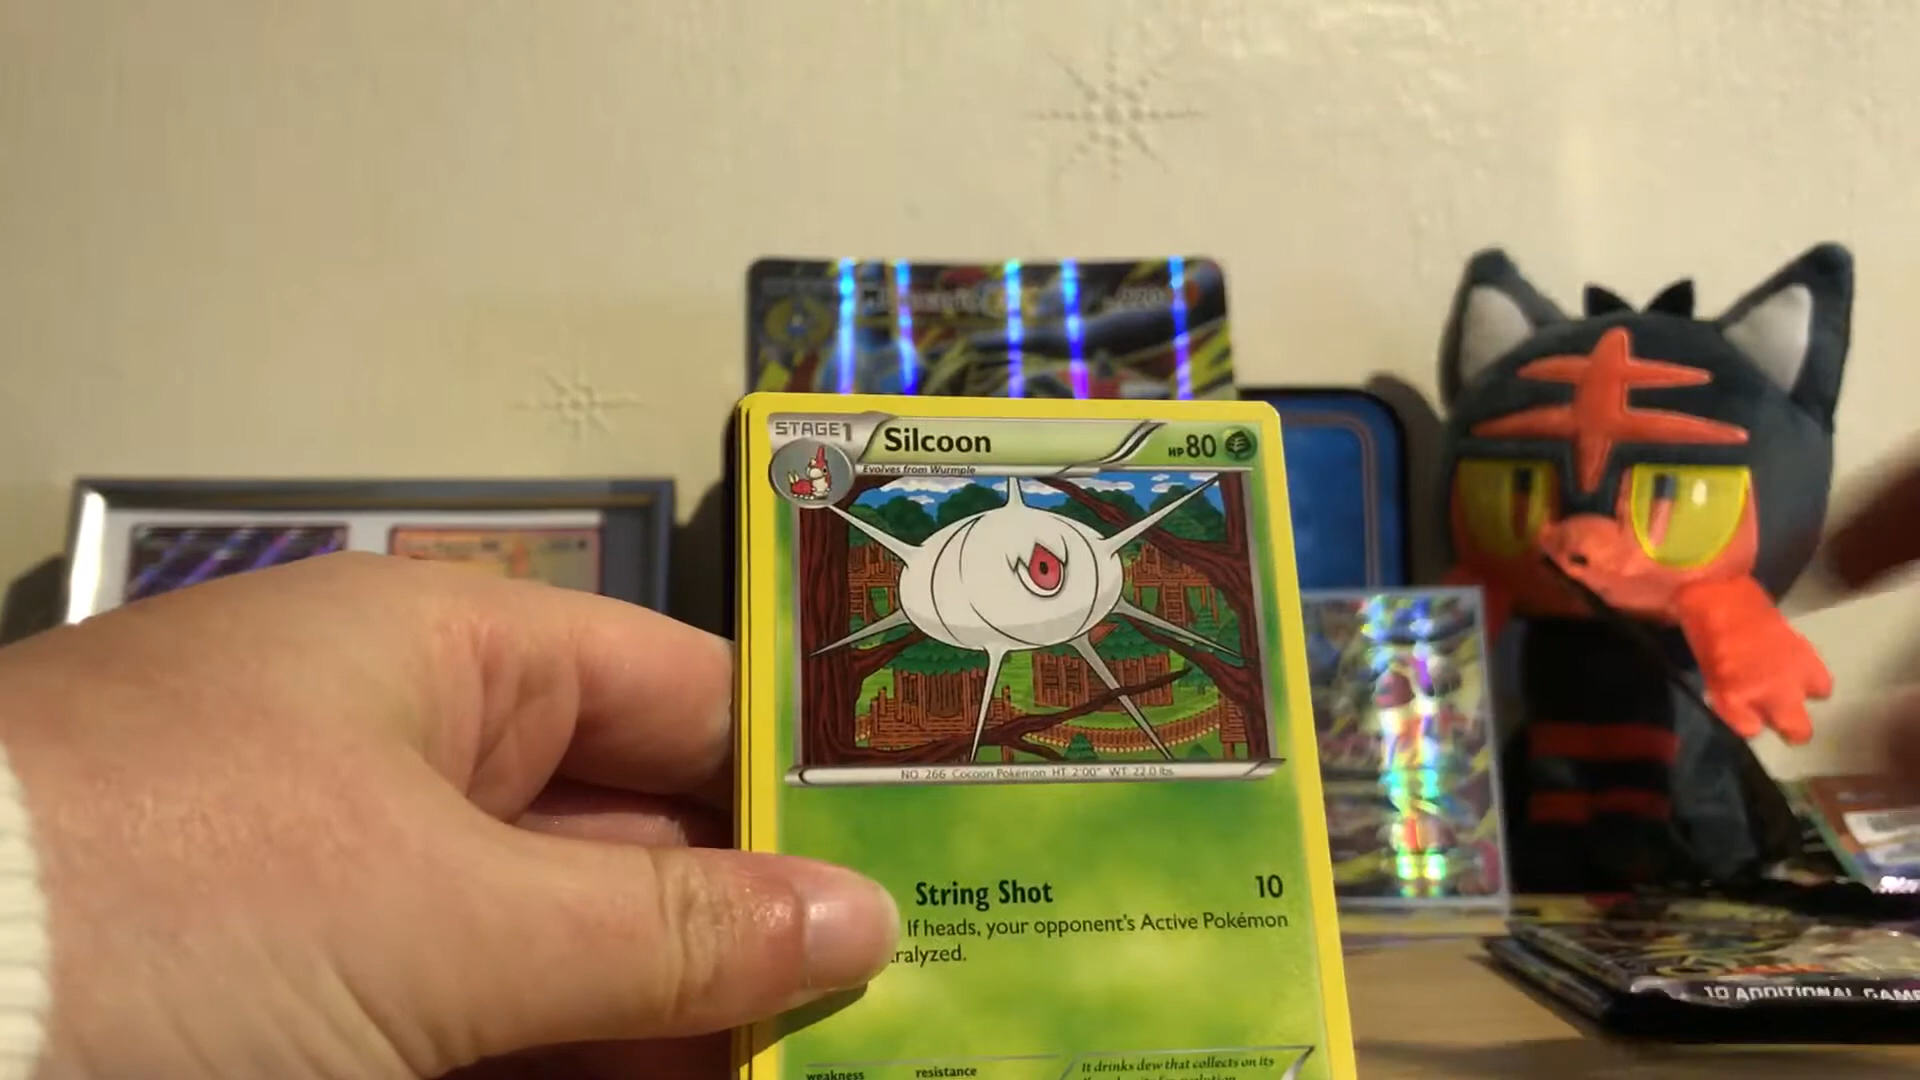 STAGE1
Silcoon
HP80
Evolves from Wurmple
NO. 266 Cocoon Pokémon HT 2'00" WT 22.0 lbs
String Shot 10
If heads, your opponent's Active Pokémon
ralyzed.
weakness
resistance
It drinks dew that collects on its
10 ADDITIONAL GAME